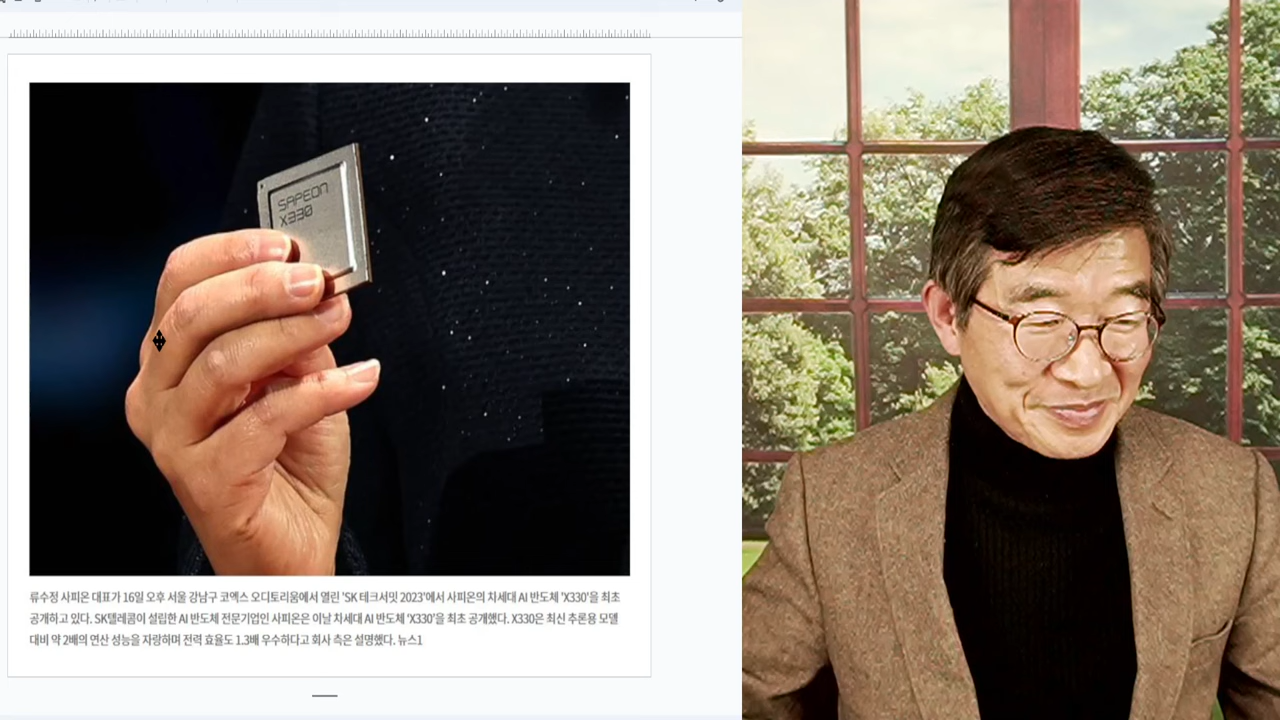 SAPEON
X330
류수정 사피온 대표가 16일 오후 서울 강남구 코엑스 오디토리움에서 열린 'SK 테크서밋 2023'에서 사피온의 차세대 AI 반도체 'X330'을 최초
공개하고 있다. SK텔레콤이 설립한 AI 반도체 전문기업인 사피온은 이날 차세대 AI 반도체 'X330'을 최초 공개했다. X330은 최신 추론용 모델
대비 약 2배의 연산 성능을 자랑하며 전력 효율도 1.3배 우수하다고 회사 측은 설명했다. 뉴스1